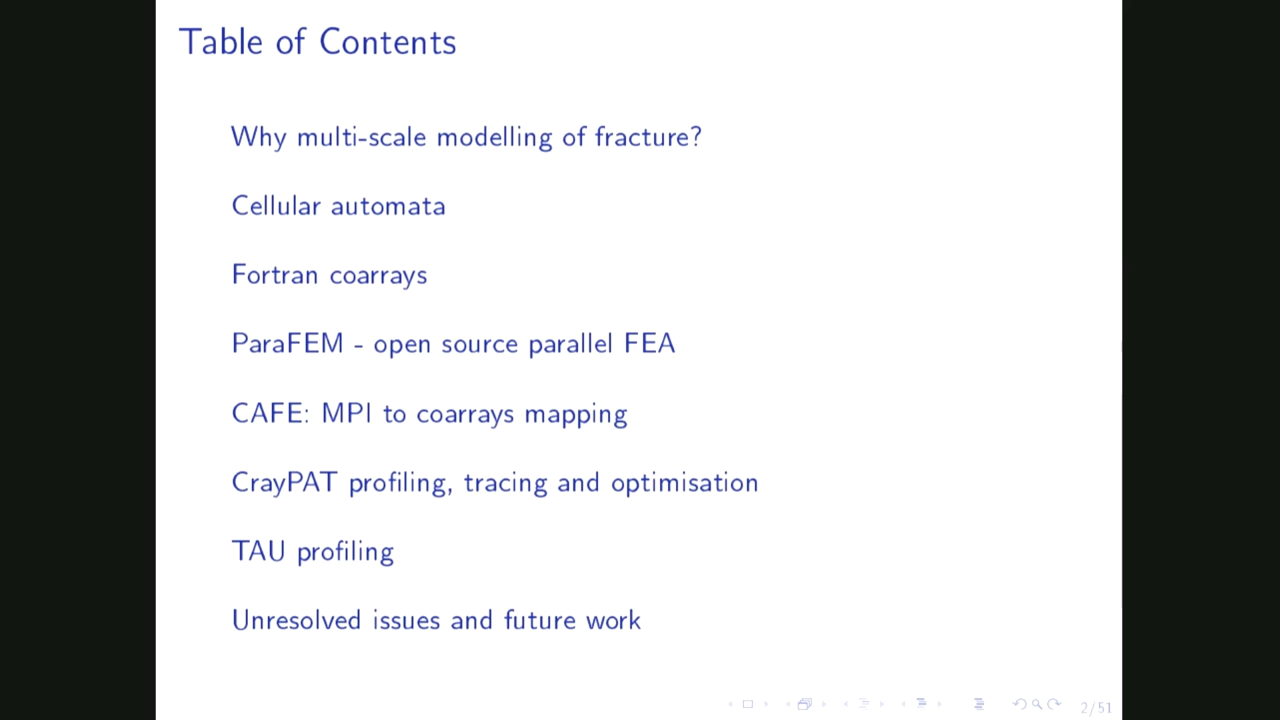 Table of Contents
Why multi-scale modelling of fracture?
Cellular automata
Fortran coarrays
ParaFEM - open source parallel FEA
CAFE: MPI to coarrays mapping
CrayPAT profiling, tracing and optimisation
TAU profiling
Unresolved issues and future work
2/51